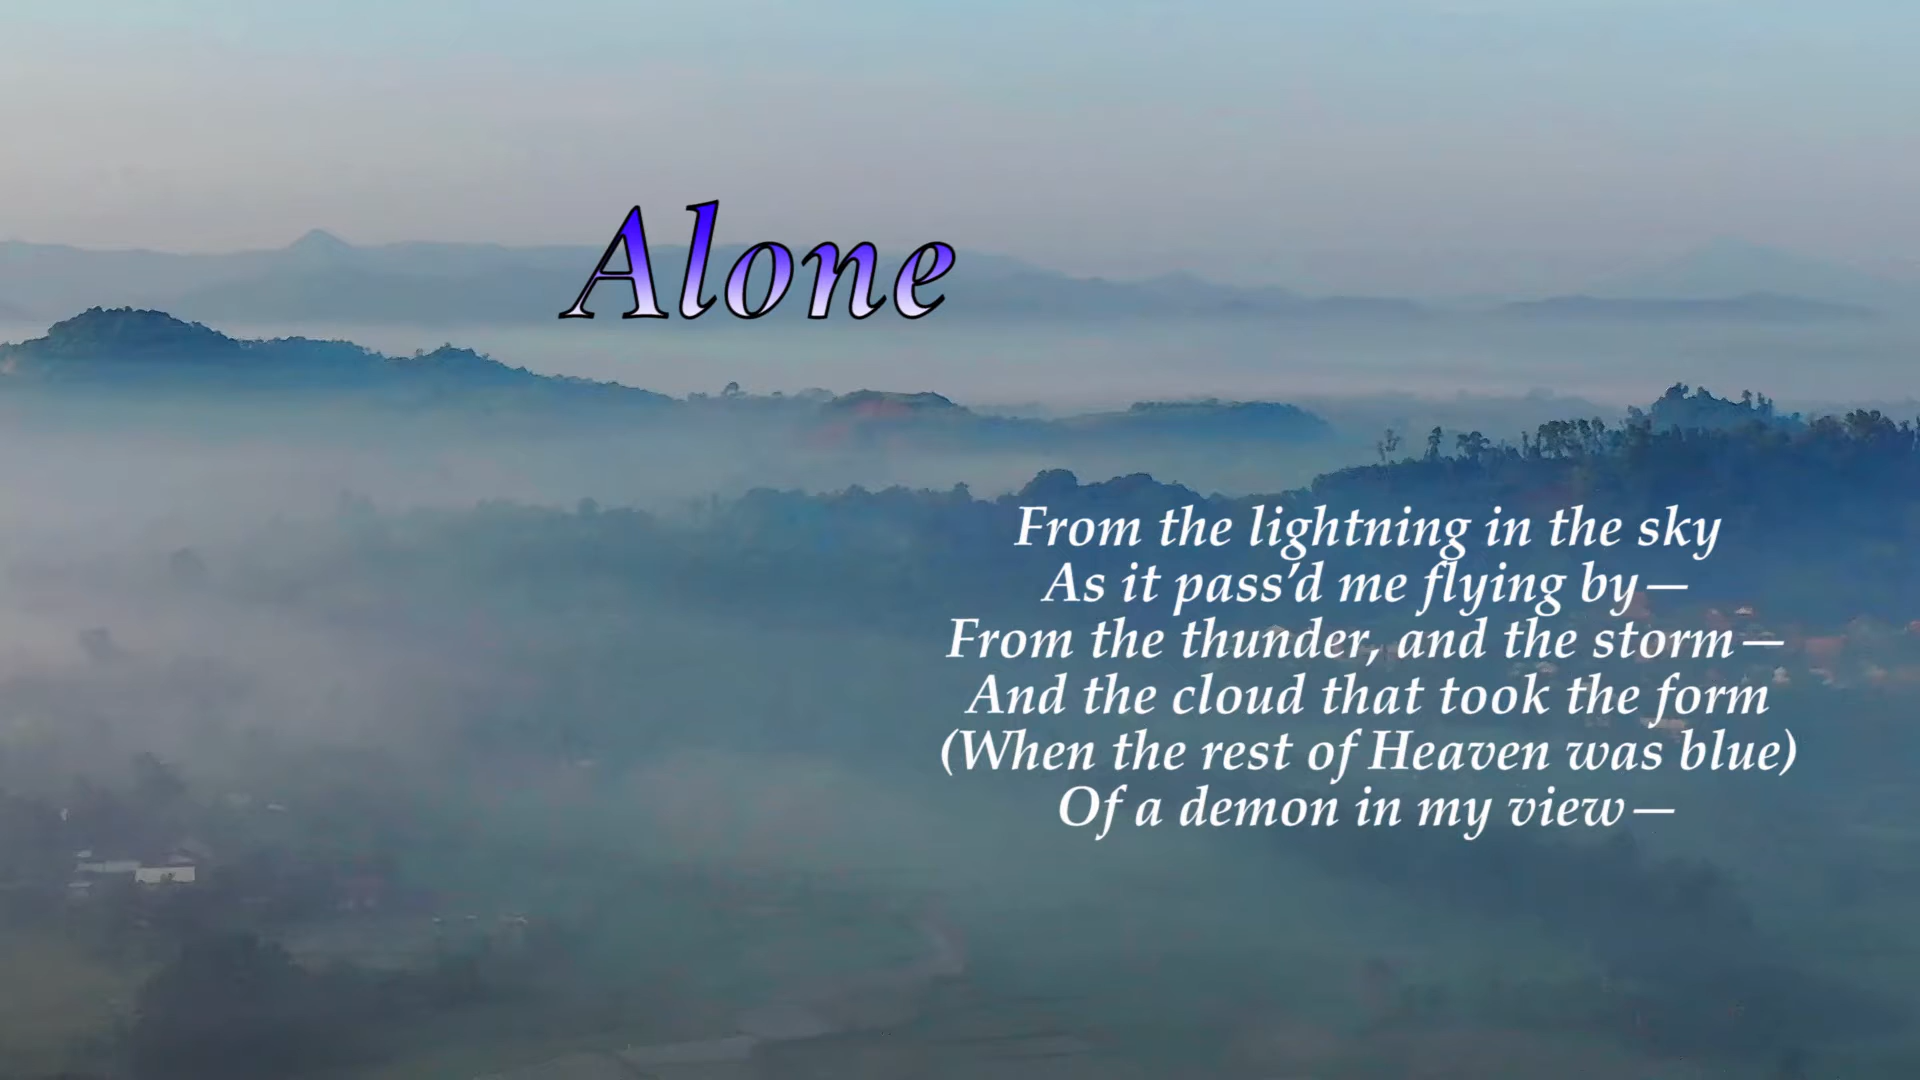 Alone
From the lightning in the sky
As it pass’d me flying by—
From the thunder, and the storm—
And the cloud that took the form
(When the rest of Heaven was blue)
Of a demon in my view—